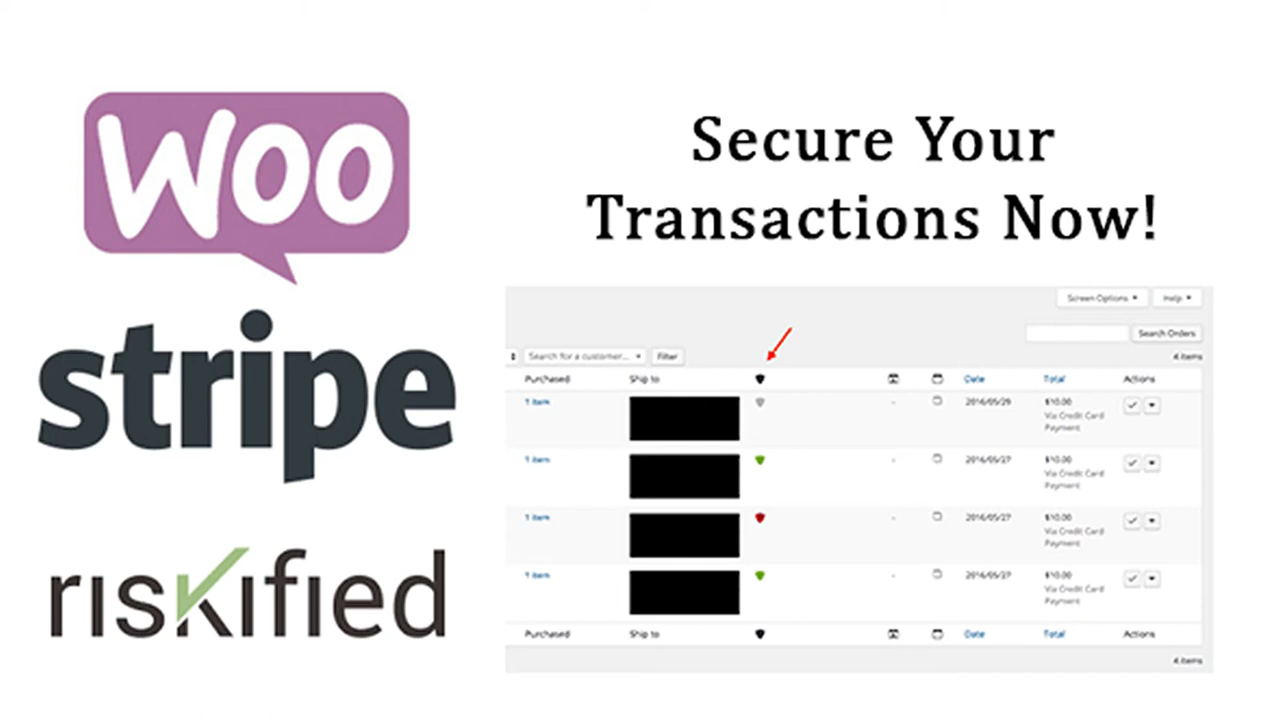 WOO
stripe
riskified
Secure Your
Transactions Now!
Screen Options Help
Search Orders
Search for a customer... Filter 4 items
Purchased Ship to Date Total Actions
1 item - 2016/05/29 $10.00
Via Credit Card
Payment
1 item - 2016/05/27 $10.00
Via Credit Card
Payment
1 item - 2016/05/27 $10.00
Via Credit Card
Payment
1 item - 2016/05/27 $10.00
Via Credit Card
Payment
Purchased Ship to Date Total Actions
4 items